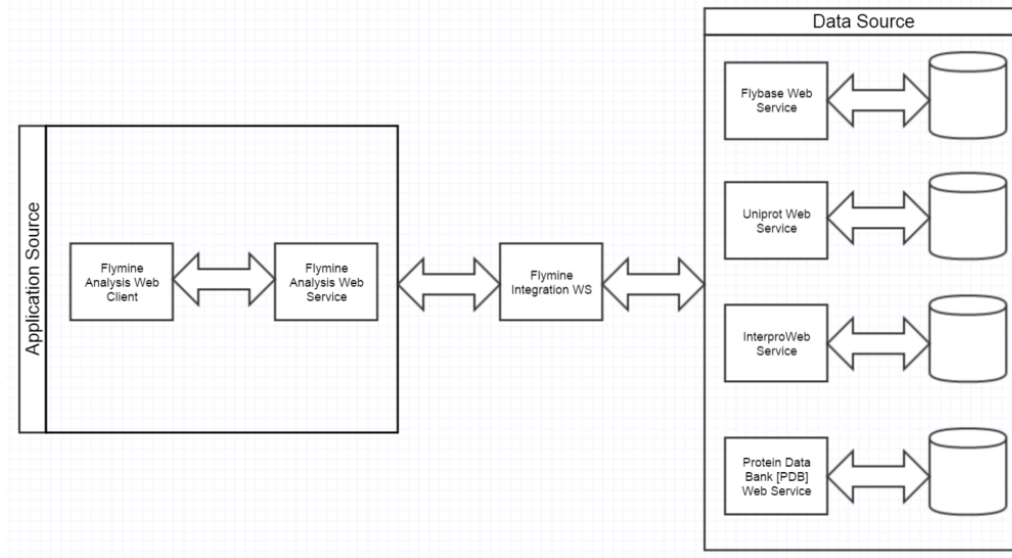 Data Source
Flybase Web
Service
Uniprot Web
Service
Application Source
Flymine
Analysis Web
Client
Flymine
Analysis Web
Service
Flymine
Integration WS
InterproWeb
Service
Protein Data
Bank [PDB]
Web Service